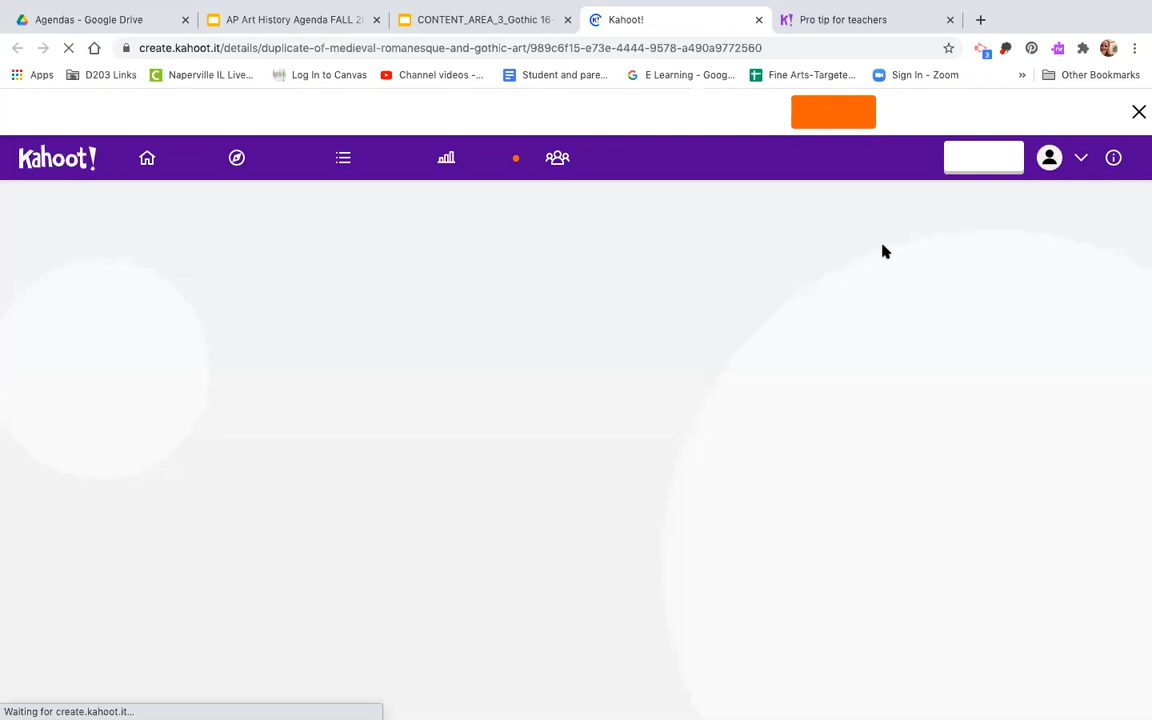 Agendas - Google Drive
AP Art History Agenda FALL 2
CONTENT_AREA_3_Gothic 16-
Kahoot!
Pro tip for teachers
create.kahoot.it/details/duplicate-of-medieval-romanesque-and-gothic-art/989c6f15-e73e-4444-9578-a490a9772560
3
Apps
D203 Links
Naperville IL Live...
Log In to Canvas
Channel videos -...
Student and pare...
E Learning - Goog...
Fine Arts-Targete...
Sign In - Zoom
»
Other Bookmarks
Kahoot!
Waiting for create.kahoot.it...